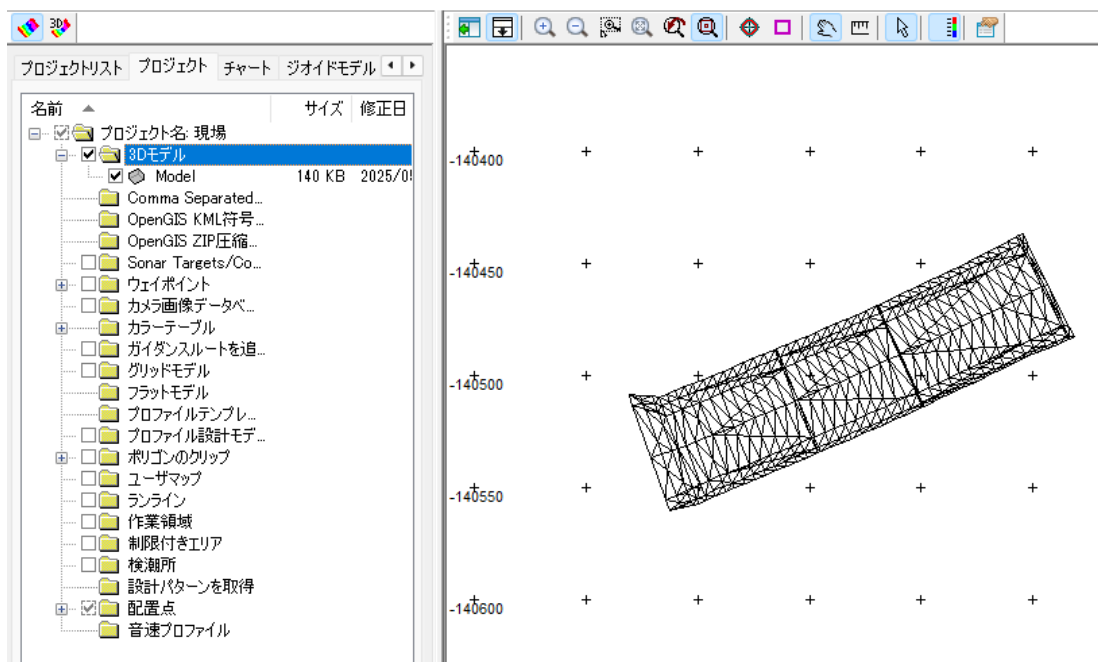 3D
プロジェクトリスト プロジェクト チャート ジオイドモデル
名前 サイズ 修正日
プロジェクト名: 現場
3Dモデル
Model 140 KB 2025/0
Comma Separated...
OpenGIS KML符号...
OpenGIS ZIP圧縮...
Sonar Targets/Co...
ウェイポイント
カメラ画像データベ...
カラーテーブル
ガイダンスルートを追...
グリッドモデル
フラットモデル
プロファイルテンプレ...
プロファイル設計モデ...
ポリゴンのクリップ
ユーザマップ
ランライン
作業領域
制限付きエリア
検潮所
設計パターンを取得
配置点
音速プロファイル
-140400
-140450
-140500
-140550
-140600